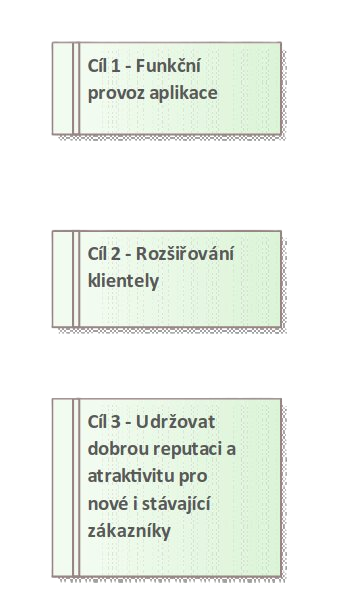 Cíl 1 - Funkční
provoz aplikace
Cíl 2 - Rozšiřování
klientely
Cíl 3 - Udržovat
dobrou reputaci a
atraktivitu pro
nové i stávající
zákazníky